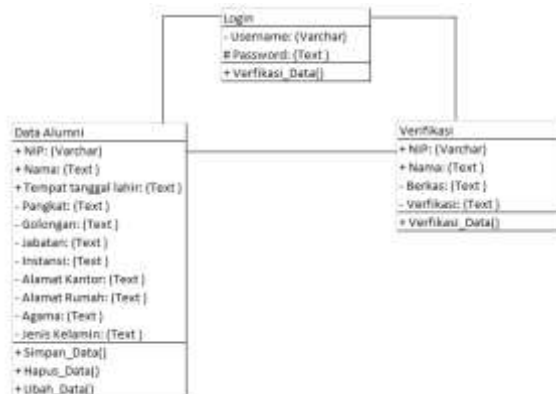 Login
- Username: (Varchar)
# Password: (Text )
+ Verfikasi_Data()
Data Alumni
+ NIP: (Varchar)
+ Nama: (Text )
+ Tempat tanggal lahir: (Text )
- Pangkat: (Text )
- Golongan: (Text )
- Jabatan: (Text )
- Instansi: (Text )
- Alamat Kantor: (Text )
- Alamat Rumah: (Text )
- Agama: (Text )
- Jenis Kelamin: (Text )
+ Simpan_Data()
+ Hapus_Data()
+ Ubah_Data()
Verifikasi
+ NIP: (Varchar)
+ Nama: (Text )
- Berkas: (Text )
- Verfikasi: (Text )
+ Verfikasi_Data()